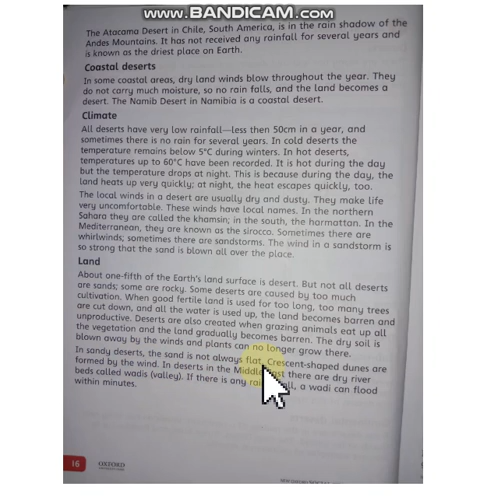 WWW.BANDICAM.COM
The Atacama Desert in Chile, South America, is in the rain shadow of the
Andes Mountains. It has not received any rainfall for several years and
is known as the driest place on Earth.
Coastal deserts
In some coastal areas, dry land winds blow throughout the year. They
do not carry much moisture, so no rain falls, and the land becomes a
desert. The Namib Desert in Namibia is a coastal desert.
Climate
All deserts have very low rainfall—less then 50cm in a year, and
sometimes there is no rain for several years. In cold deserts the
temperature remains below 5°C during winters. In hot deserts,
temperatures up to 60°C have been recorded. It is hot during the day
but the temperature drops at night. This is because during the day, the
land heats up very quickly; at night, the heat escapes quickly, too.
The local winds in a desert are usually dry and dusty. They make life
very uncomfortable. These winds have local names. In the northern
Sahara they are called the khamsin; in the south, the harmattan. In the
Mediterranean, they are known as the sirocco. Sometimes there are
whirlwinds; sometimes there are sandstorms. The wind in a sandstorm is
so strong that the sand is blown all over the place.
Land
About one-fifth of the Earth's land surface is desert. But not all deserts
are sands; some are rocky. Some deserts are caused by too much
cultivation. When good fertile land is used for too long, too many trees
are cut down, and all the water is used up, the land becomes barren and
unproductive. Deserts are also created when grazing animals eat up all
the vegetation and the land gradually becomes barren. The dry soil is
blown away by the winds and plants can no longer grow there.
In sandy deserts, the sand is not always flat. Crescent-shaped dunes are
formed by the wind. In deserts in the Middle East there are dry river
beds called wadis (valley). If there is any a wadi can flood
within minutes.
16
OXFORD